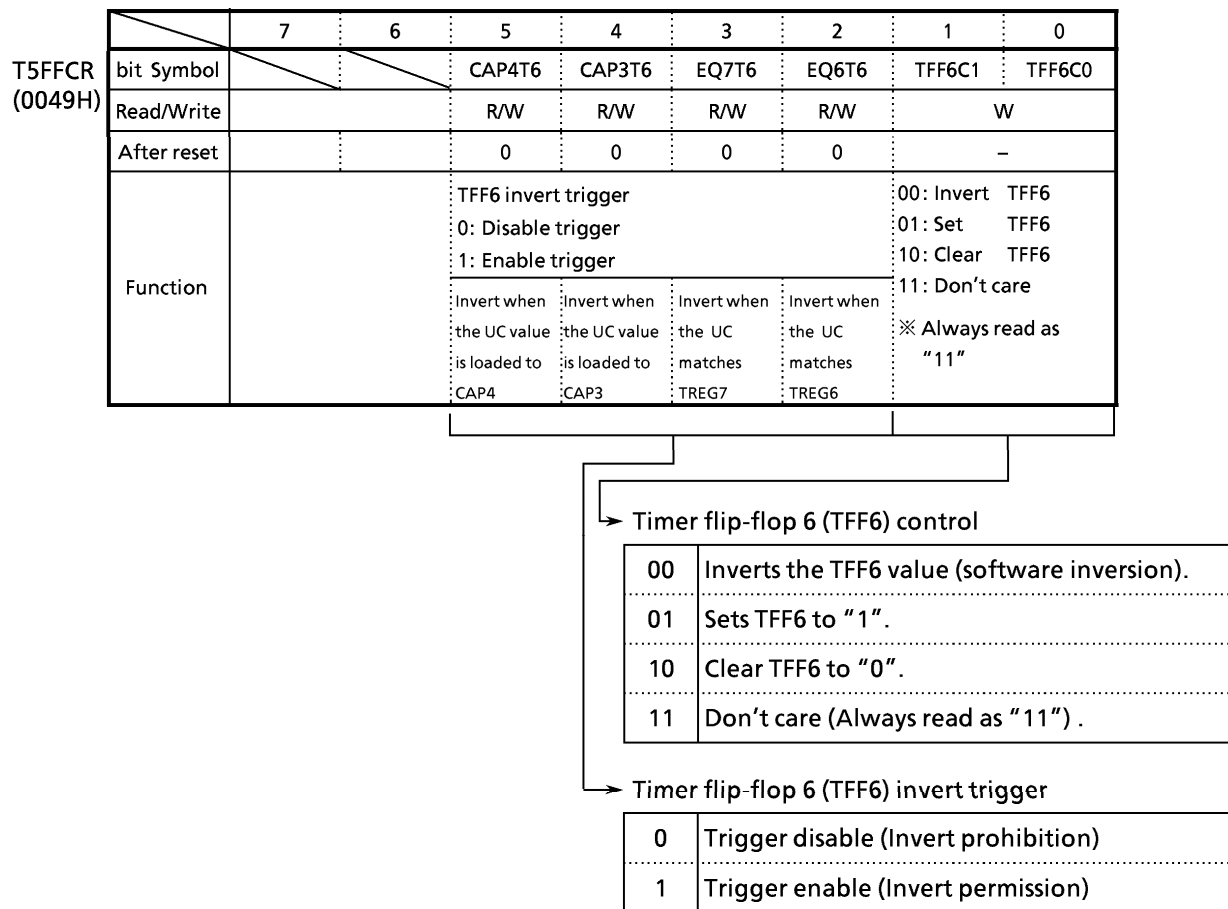 7 6 5 4 3 2 1 0
T5FFCR
(0049H)
bit Symbol CAP4T6 CAP3T6 EQ7T6 EQ6T6 TFF6C1 TFF6C0
Read/Write R/W R/W R/W R/W W
After reset 0 0 0 0 –
Function
TFF6 invert trigger
0: Disable trigger
1: Enable trigger
Invert when
the UC value
is loaded to
CAP4
Invert when
the UC value
is loaded to
CAP3
Invert when
the UC
matches
TREG7
Invert when
the UC
matches
TREG6
00: Invert TFF6
01: Set TFF6
10: Clear TFF6
11: Don't care
※ Always read as
"11"
Timer flip-flop 6 (TFF6) control
00 Inverts the TFF6 value (software inversion).
01 Sets TFF6 to "1".
10 Clear TFF6 to "0".
11 Don't care (Always read as "11") .
Timer flip-flop 6 (TFF6) invert trigger
0 Trigger disable (Invert prohibition)
1 Trigger enable (Invert permission)